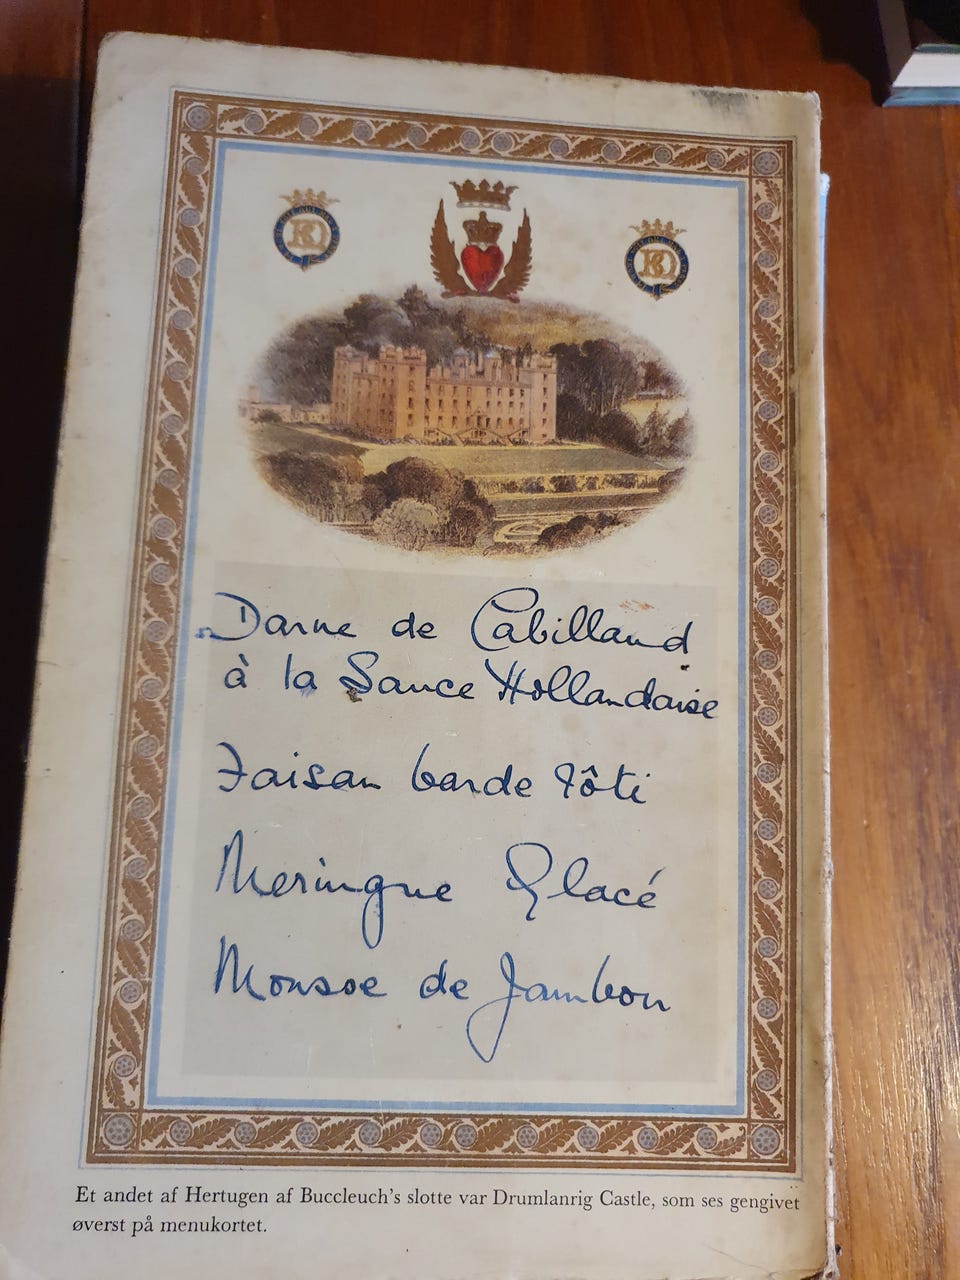 Darne de Cabillaud
à la Sauce Hollandaise
Faisan barde rôti
Meringue Glacé
Mousse de Jambon
Et andet af Hertugen af Buccleuch's slotte var Drumlanrig Castle, som ses gengivet
øverst på menukortet.